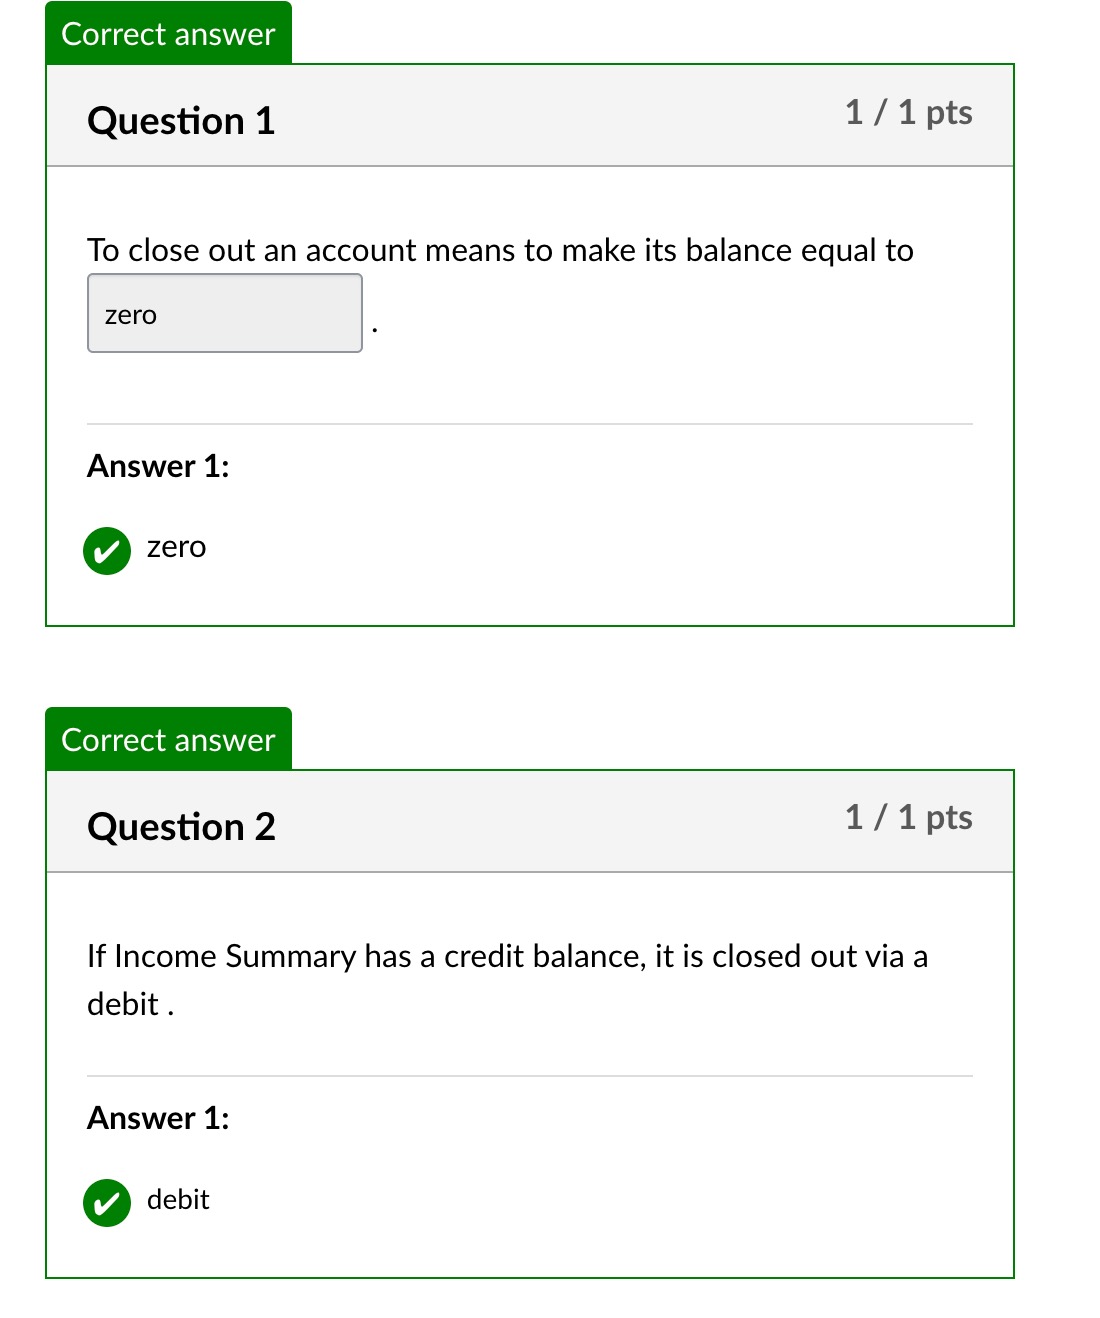 Correct answer
Question 1
1 / 1 pts
To close out an account means to make its balance equal to
zero .
Answer 1:
zero
Correct answer
Question 2
1 / 1 pts
If Income Summary has a credit balance, it is closed out via a
debit .
Answer 1:
debit